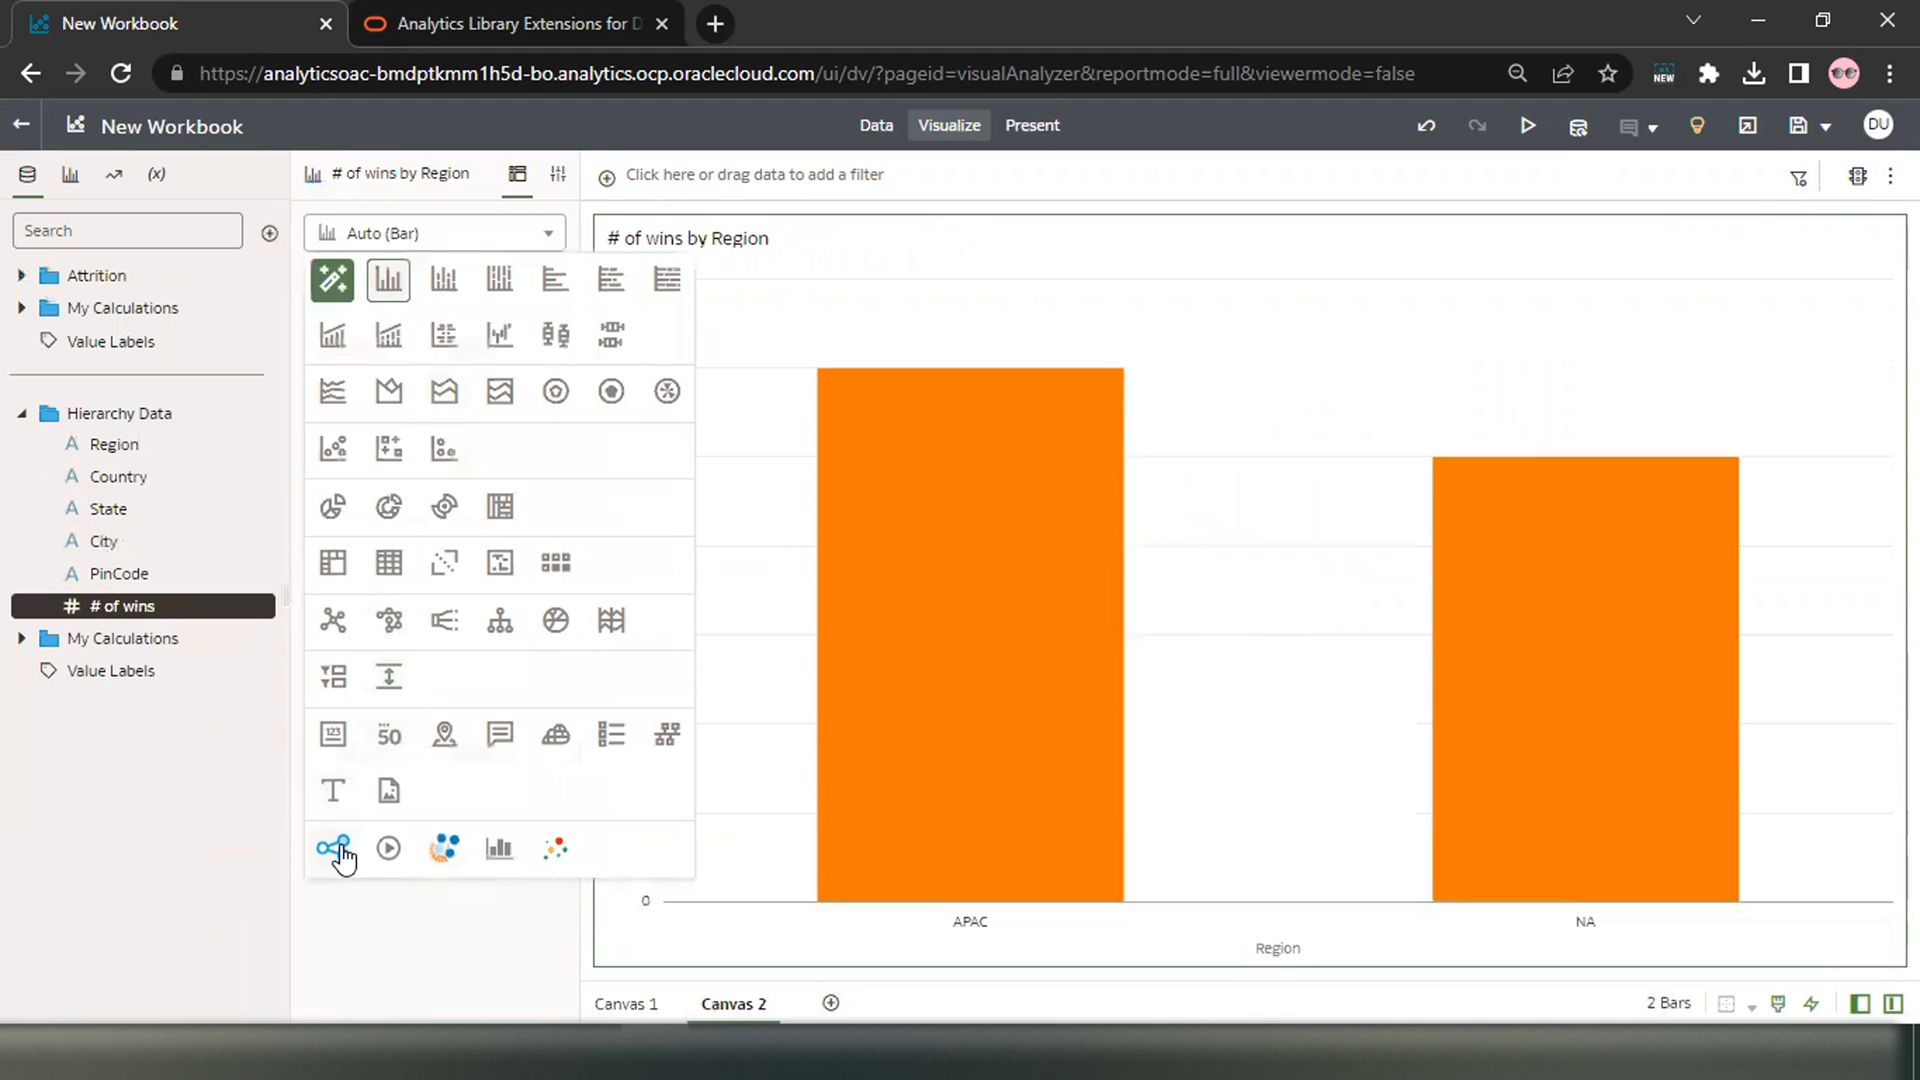 New Workbook
Analytics Library Extensions for D
https://analyticsoac-bmdptkmm1h5d-bo.analytics.ocp.oraclecloud.com/ui/dv/?pageid=visualAnalyzer&reportmode=full&viewermode=false
NEW
New Workbook
Data
Visualize
Present
DU
# of wins by Region
Click here or drag data to add a filter
Search
Auto (Bar)
# of wins by Region
Attrition
My Calculations
Value Labels
Hierarchy Data
A Region
A Country
A State
A City
A PinCode
# # of wins
My Calculations
Value Labels
123
50
T
0
APAC
NA
Region
Canvas 1
Canvas 2
2 Bars